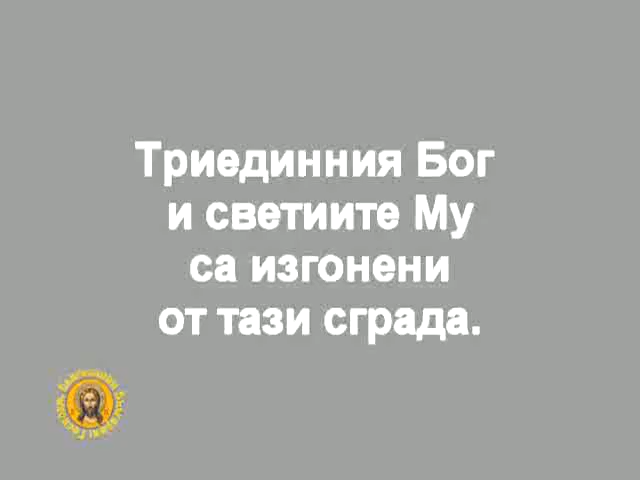 Триединния Бог
и светиите Му
са изгонени
от тази сграда.